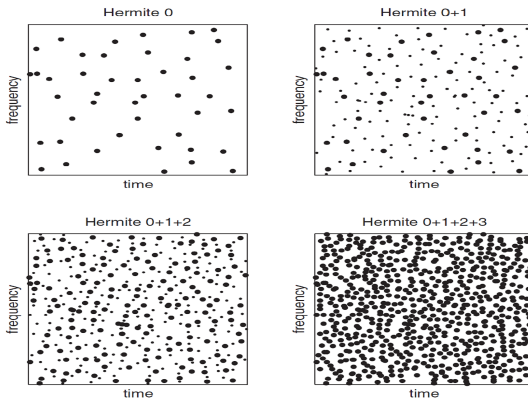 Hermite 0
frequency
time
Hermite 0+1
frequency
time
Hermite 0+1+2
frequency
time
Hermite 0+1+2+3
frequency
time